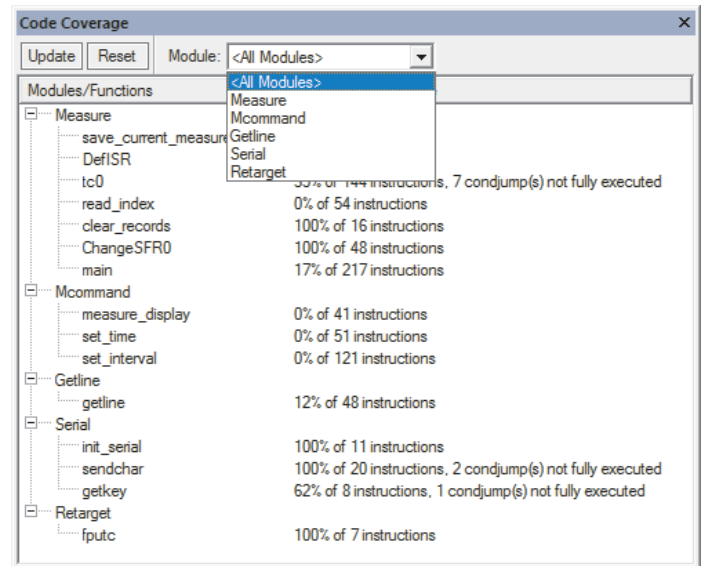 Code Coverage
Update Reset Module: <All Modules>
<All Modules>
Measure
Mcommand
Getline
Serial
Retarget
Modules/Functions
Measure
save_current_measure
DefISR
tc0 144 instructions, 7 condjump(s) not fully executed
read_index 0% of 54 instructions
clear_records 100% of 16 instructions
ChangeSFR0 100% of 48 instructions
main 17% of 217 instructions
Mcommand
measure_display 0% of 41 instructions
set_time 0% of 51 instructions
set_interval 0% of 121 instructions
Getline
getline 12% of 48 instructions
Serial
init_serial 100% of 11 instructions
sendchar 100% of 20 instructions, 2 condjump(s) not fully executed
getkey 62% of 8 instructions, 1 condjump(s) not fully executed
Retarget
fputc 100% of 7 instructions